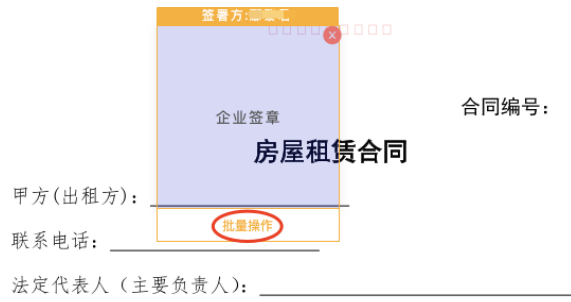 签署方:
合同编号：
企业签章
房屋租赁合同
甲方(出租方)：
批量操作
联系电话：
法定代表人（主要负责人）：